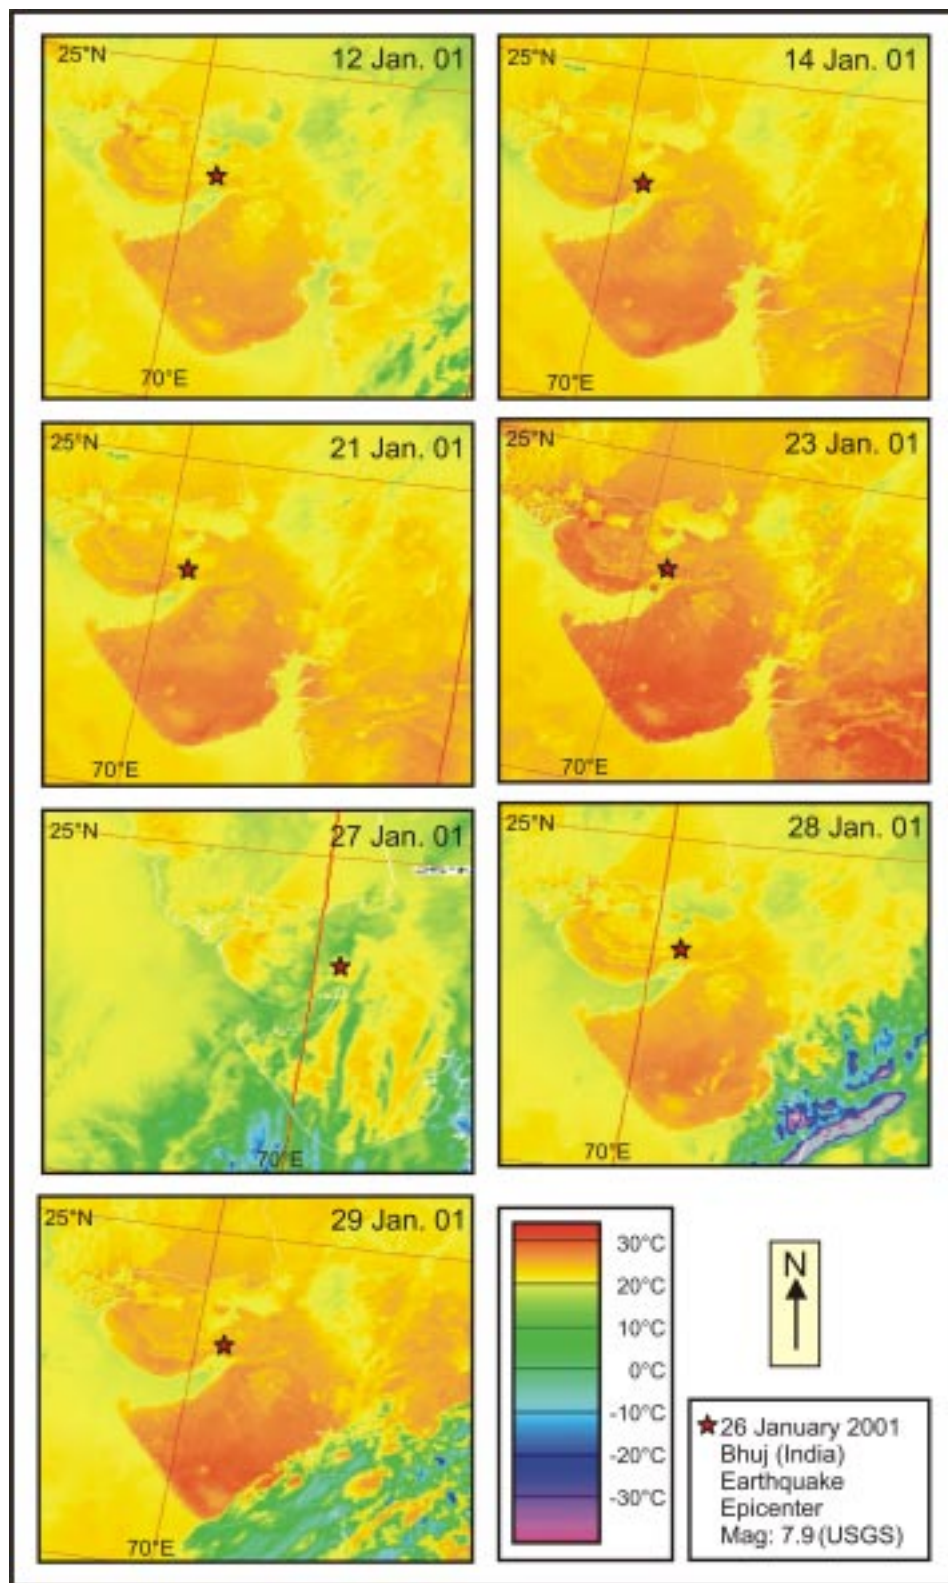 25°N
12 Jan. 01
70°E
25°N
14 Jan. 01
70°E
25°N
21 Jan. 01
70°E
25°N
23 Jan. 01
70°E
25°N
27 Jan. 01
70°E
25°N
28 Jan. 01
70°E
25°N
29 Jan. 01
70°E
30°C
20°C
10°C
0°C
-10°C
-20°C
-30°C
N
26 January 2001
Bhuj (India)
Earthquake
Epicenter
Mag: 7.9 (USGS)